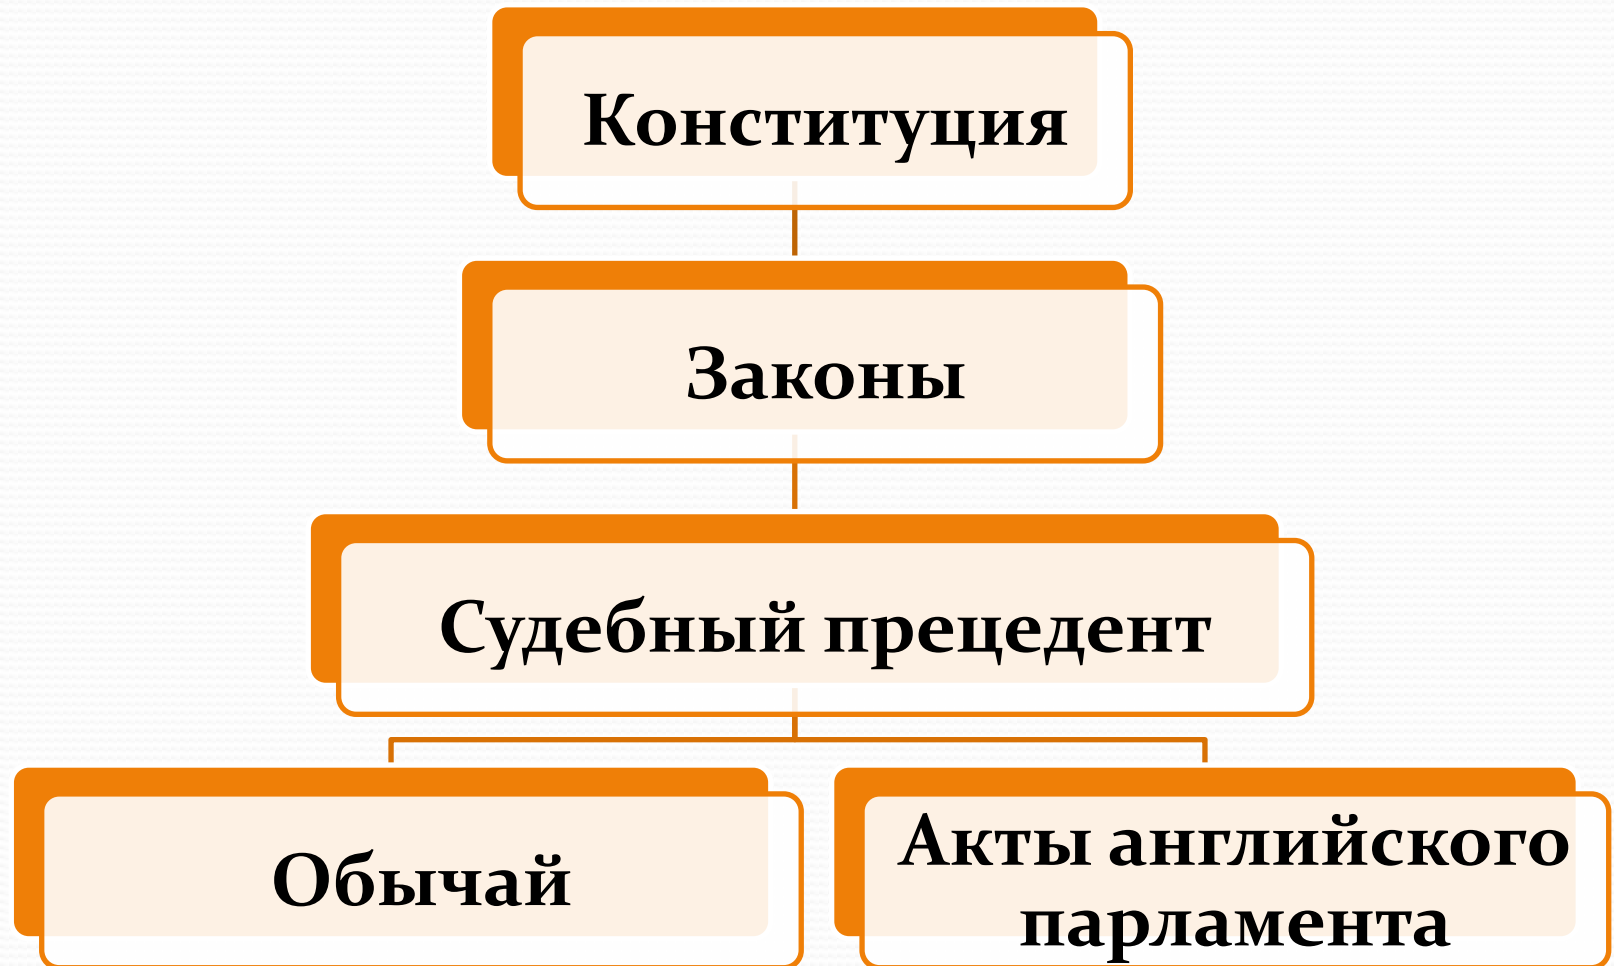 Конституция
Законы
Судебный прецедент
Обычай
Акты английского
парламента